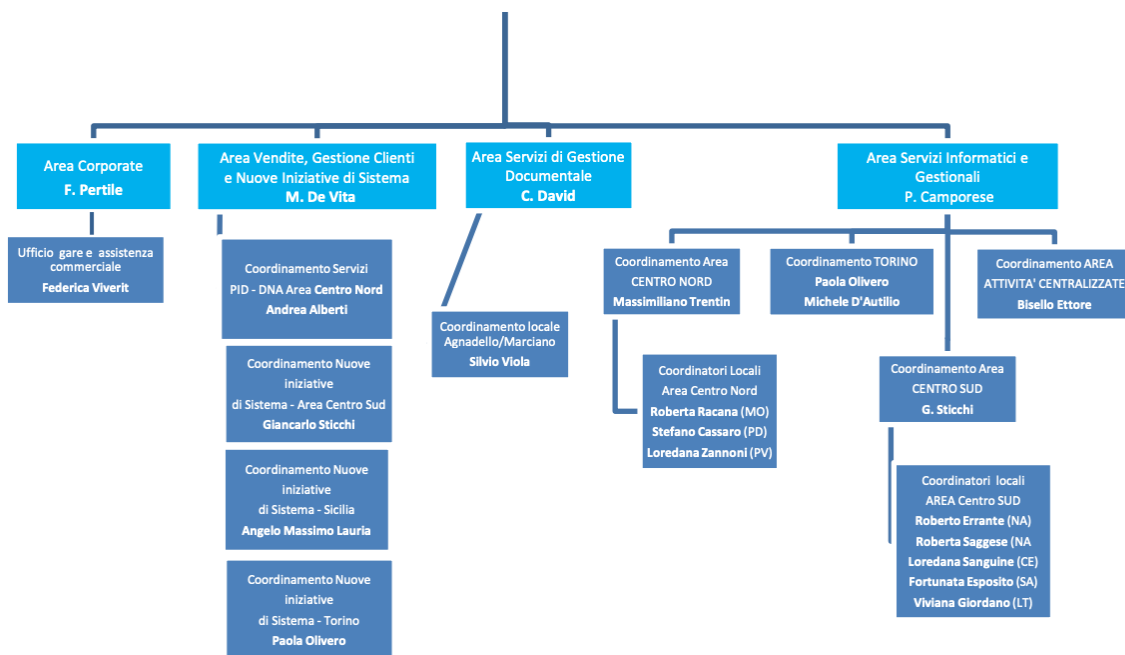 Area Corporate
F. Pertile
Area Vendite, Gestione Clienti
e Nuove Iniziative di Sistema
M. De Vita
Area Servizi di Gestione
Documentale
C. David
Area Servizi Informatici e
Gestionali
P. Camporese
Ufficio gare e assistenza
commerciale
Federica Viverit
Coordinamento Servizi
PID - DNA Area Centro Nord
Andrea Alberti
Coordinamento Nuove
iniziative
di Sistema - Area Centro Sud
Giancarlo Sticchi
Coordinamento Nuove
iniziative
di Sistema - Sicilia
Angelo Massimo Lauria
Coordinamento Nuove
iniziative
di Sistema - Torino
Paola Olivero
Coordinamento locale
Agnadello/Marciano
Silvio Viola
Coordinamento Area
CENTRO NORD
Massimiliano Trentin
Coordinatori Locali
Area Centro Nord
Roberta Racana (MO)
Stefano Cassaro (PD)
Loredana Zannoni (PV)
Coordinamento TORINO
Paola Olivero
Michele D'Autilio
Coordinamento AREA
ATTIVITA' CENTRALIZZATE
Bisello Ettore
Coordinamento Area
CENTRO SUD
G. Sticchi
Coordinatori locali
AREA Centro SUD
Roberto Errante (NA)
Roberta Saggese (NA
Loredana Sanguine (CE)
Fortunata Esposito (SA)
Viviana Giordano (LT)